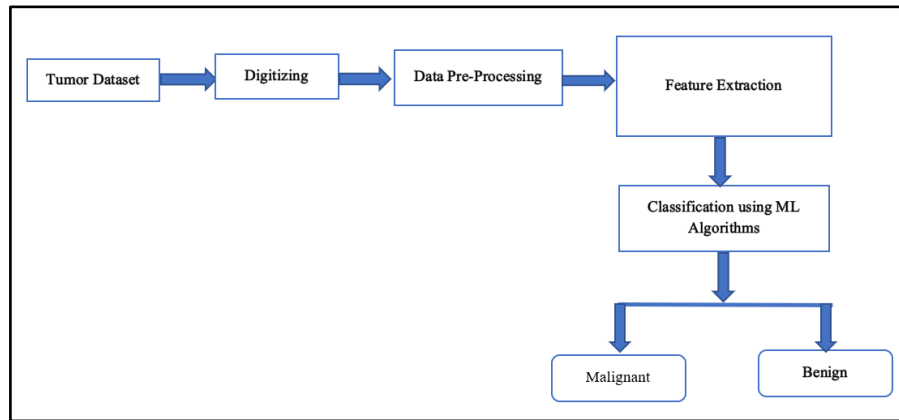 Tumor Dataset
Digitizing
Data Pre-Processing
Feature Extraction
Classification using ML
Algorithms
Malignant
Benign